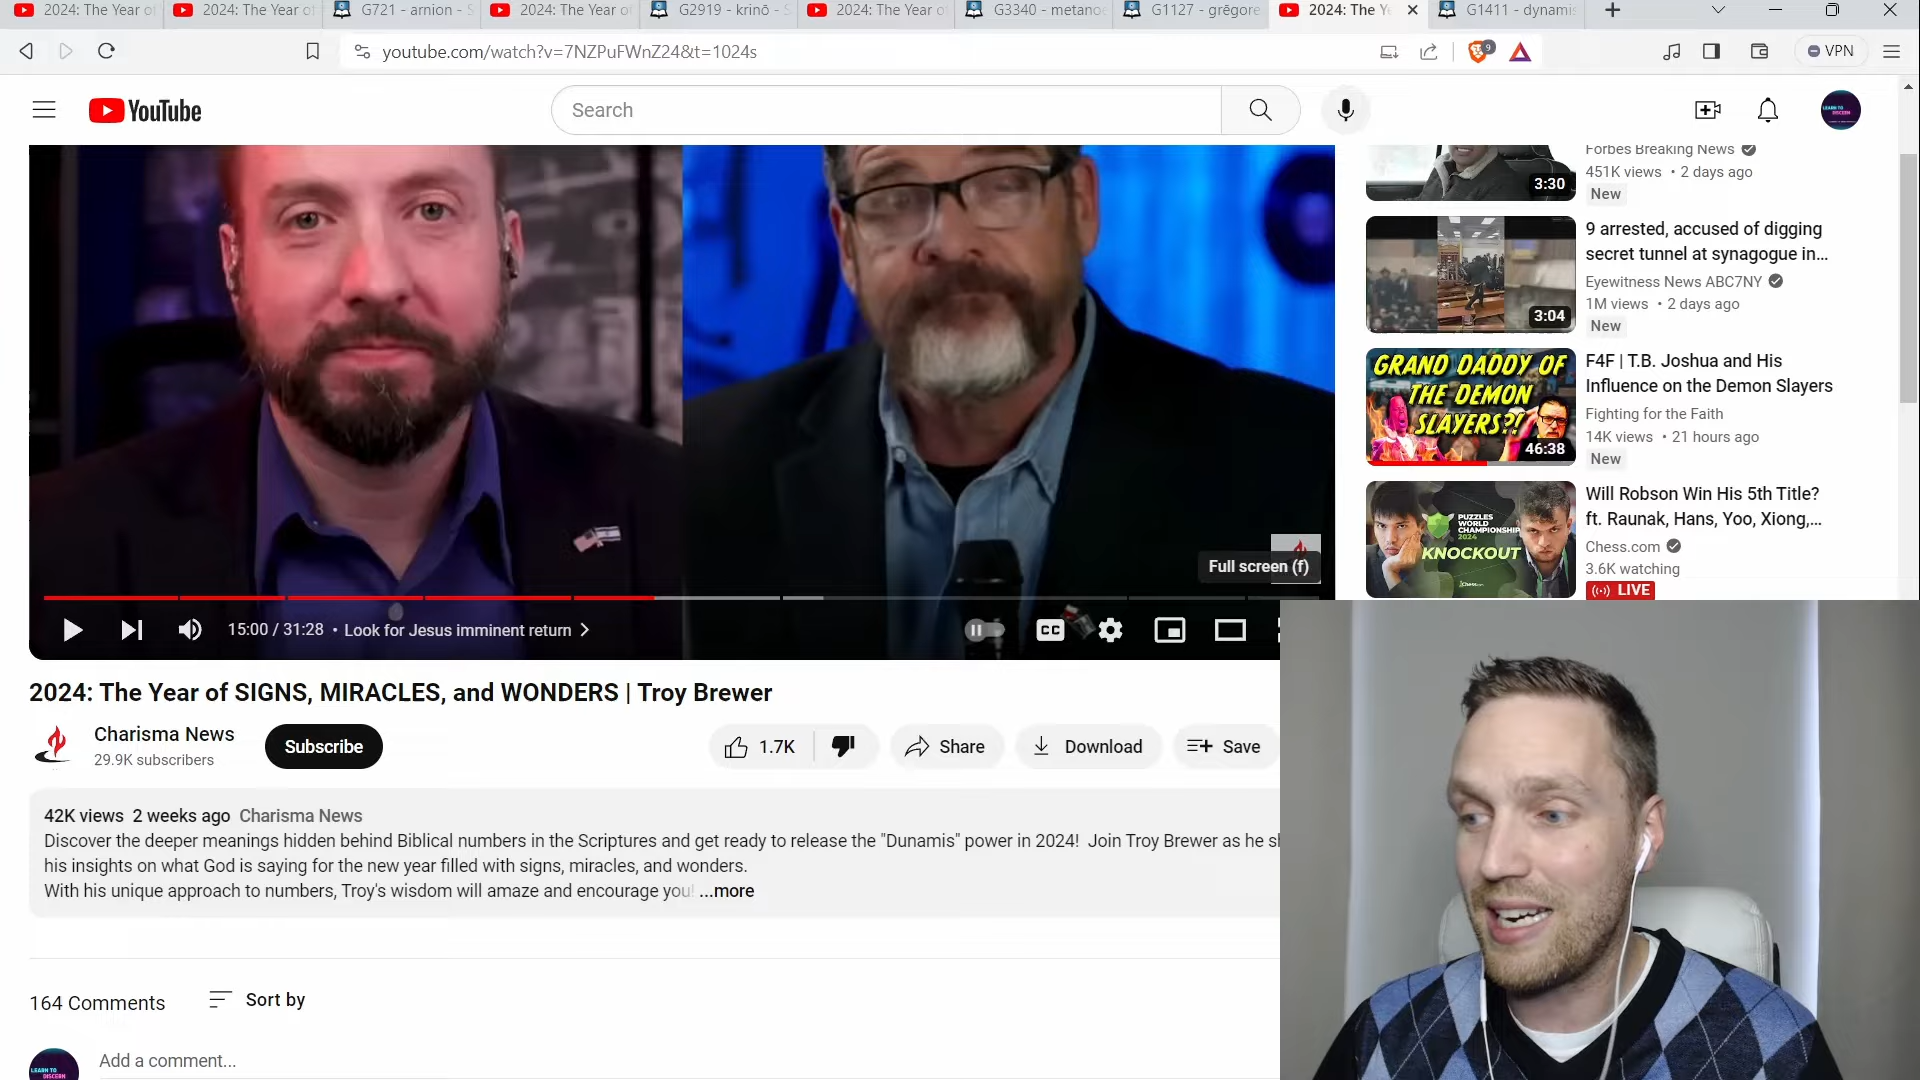 2024: The Year of
2024: The Year of
G721 - arnion - S
2024: The Year of
G2919 - krinō - S
2024: The Year of
G3340 - metanoe
G1127 - grēgore
2024: The Ye
G1411 - dynamis
youtube.com/watch?v=7NZPuFWnZ24&t=1024s
9
VPN
YouTube
Search
LEARN TO
DISCERN
Forbes Breaking News
451K views • 2 days ago
New
3:30
9 arrested, accused of digging
secret tunnel at synagogue in...
Eyewitness News ABC7NY
1M views • 2 days ago
New
3:04
GRAND DADDY OF
THE DEMON
SLAYERS?!
46:38
F4F | T.B. Joshua and His
Influence on the Demon Slayers
Fighting for the Faith
14K views • 21 hours ago
New
PUZZLES
WORLD
CHAMPIONSHIP
2024
KNOCKOUT
Will Robson Win His 5th Title?
ft. Raunak, Hans, Yoo, Xiong,...
Chess.com
3.6K watching
LIVE
Full screen (f)
15:00 / 31:28 • Look for Jesus imminent return
CC
2024: The Year of SIGNS, MIRACLES, and WONDERS | Troy Brewer
Charisma News
29.9K subscribers
Subscribe
1.7K
Share
Download
Save
42K views 2 weeks ago Charisma News
Discover the deeper meanings hidden behind Biblical numbers in the Scriptures and get ready to release the "Dunamis" power in 2024! Join Troy Brewer as he sh
his insights on what God is saying for the new year filled with signs, miracles, and wonders.
With his unique approach to numbers, Troy's wisdom will amaze and encourage you! ...more
164 Comments
Sort by
Add a comment...
LEARN TO
DISCERN